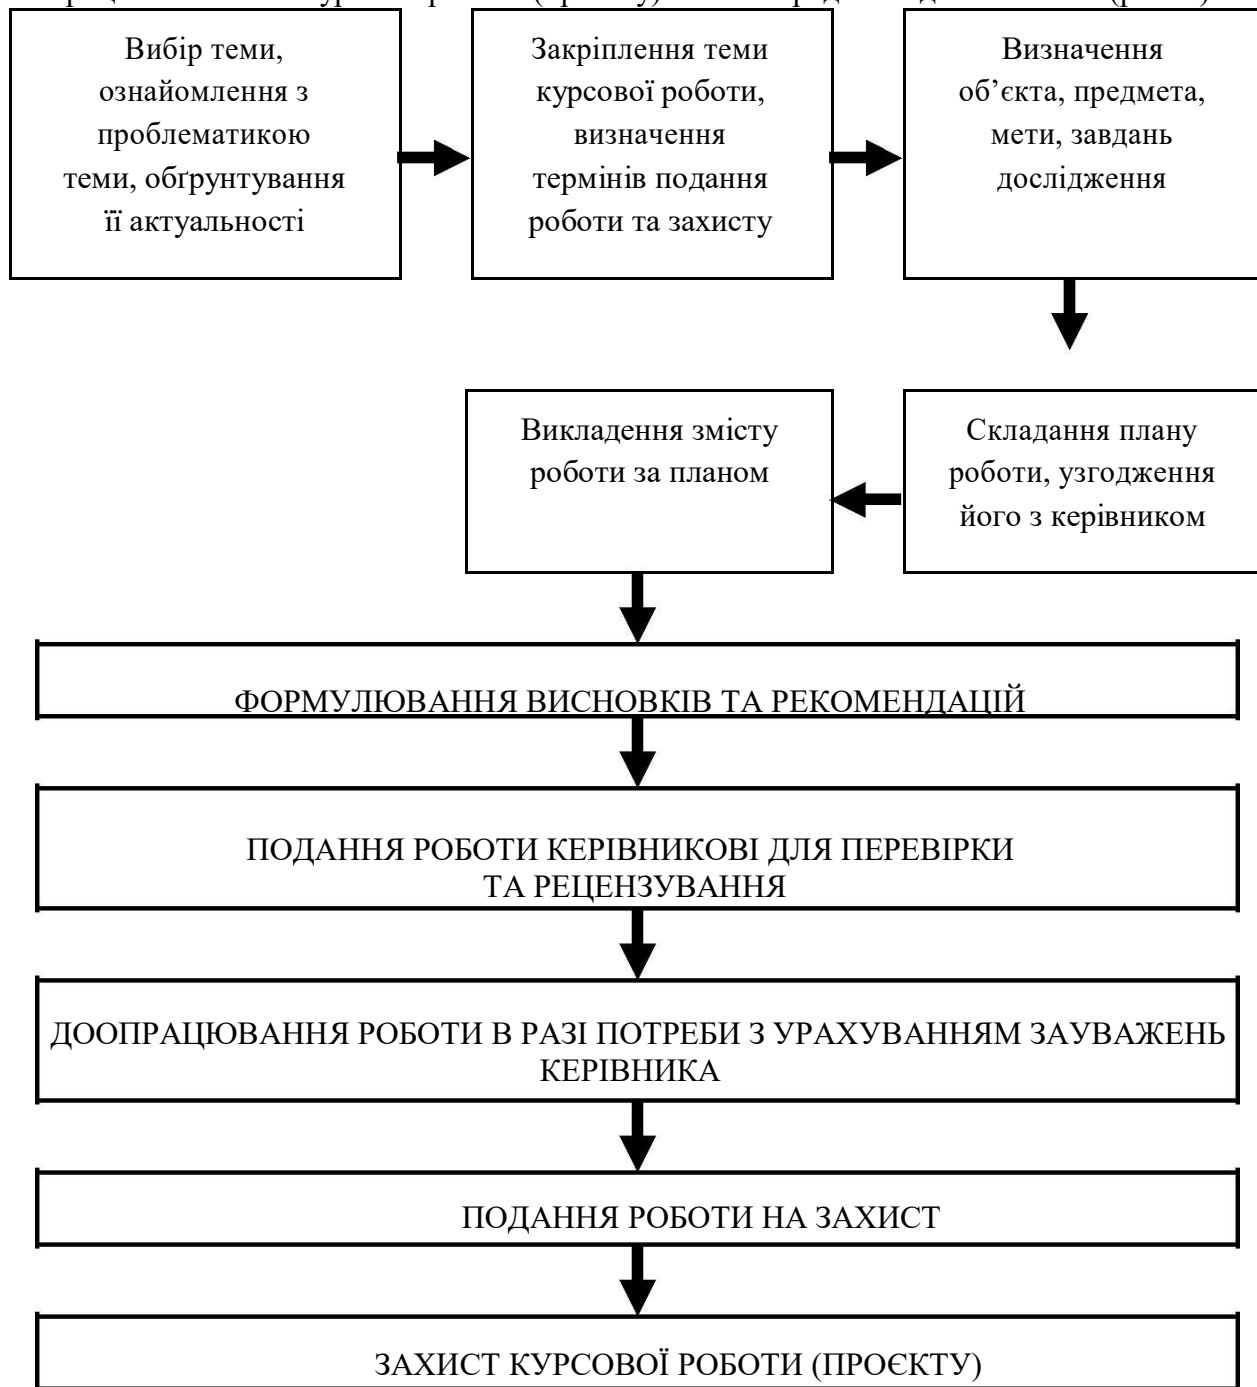 Вибір теми,
ознайомлення з
проблематикою
теми, обґрунтування
її актуальності
Закріплення теми
курсової роботи,
визначення
термінів подання
роботи та захисту
Визначення
об’єкта, предмета,
мети, завдань
дослідження
Викладення змісту
роботи за планом
Складання плану
роботи, узгодження
його з керівником
ФОРМУЛЮВАННЯ ВИСНОВКІВ ТА РЕКОМЕНДАЦІЙ
ПОДАННЯ РОБОТИ КЕРІВНИКОВІ ДЛЯ ПЕРЕВІРКИ
ТА РЕЦЕНЗУВАННЯ
ДООПРАЦЮВАННЯ РОБОТИ В РАЗІ ПОТРЕБИ З УРАХУВАННЯМ ЗАУВАЖЕНЬ
КЕРІВНИКА
ПОДАННЯ РОБОТИ НА ЗАХИСТ
ЗАХИСТ КУРСОВОЇ РОБОТИ (ПРОЄКТУ)